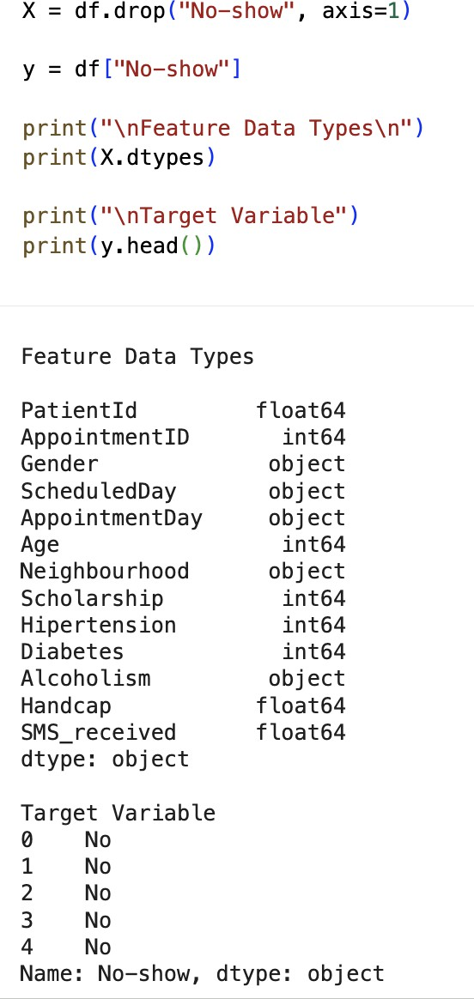 X = df.drop("No-show", axis=1)
y = df["No-show"]
print("\nFeature Data Types\n")
print(X.dtypes)
print("\nTarget Variable")
print(y.head())
Feature Data Types
PatientId float64
AppointmentID int64
Gender object
ScheduledDay object
AppointmentDay object
Age int64
Neighbourhood object
Scholarship int64
Hipertension int64
Diabetes int64
Alcoholism object
Handcap float64
SMS_received float64
dtype: object
Target Variable
0 No
1 No
2 No
3 No
4 No
Name: No-show, dtype: object